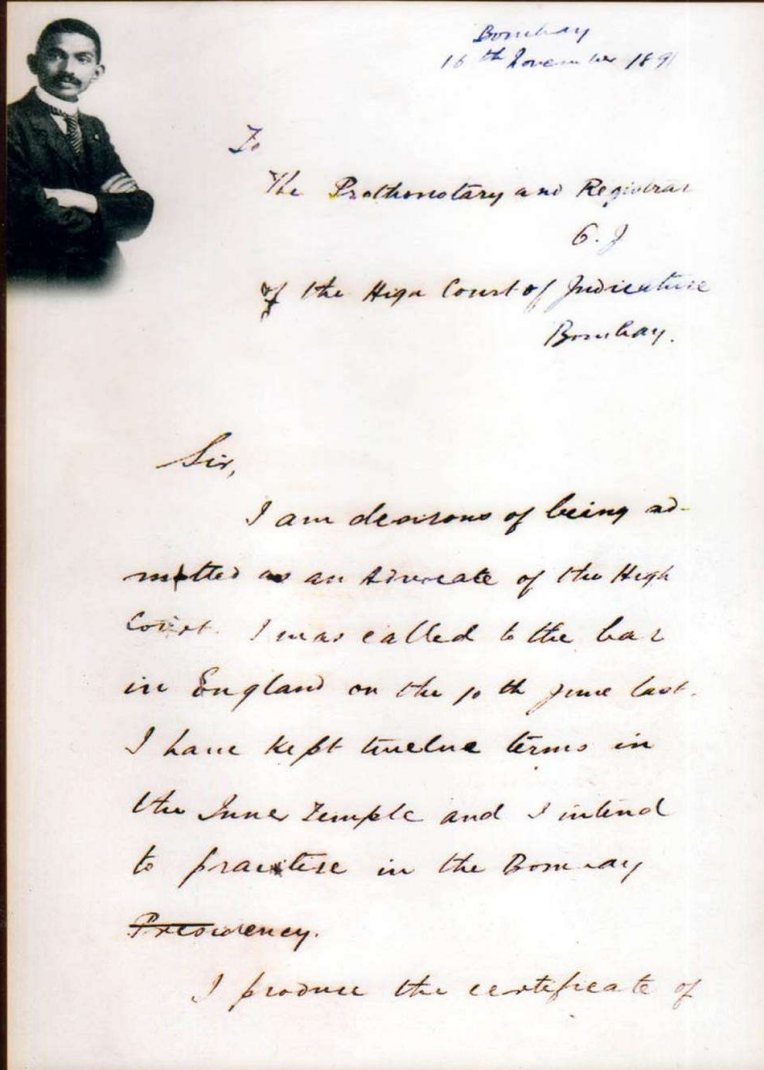 Bombay
16th November 1891
To
The Prothonotary and Registrar
of the High Court of Judicature
Bombay.
Sir,
I am desirous of being ad-
mitted as an Advocate of the High
Court. I was called to the bar
in England on the 10th June last.
I have kept twelve terms in
the Inner Temple and I intend
to practise in the Bombay
Presidency.
I produce the certificate of